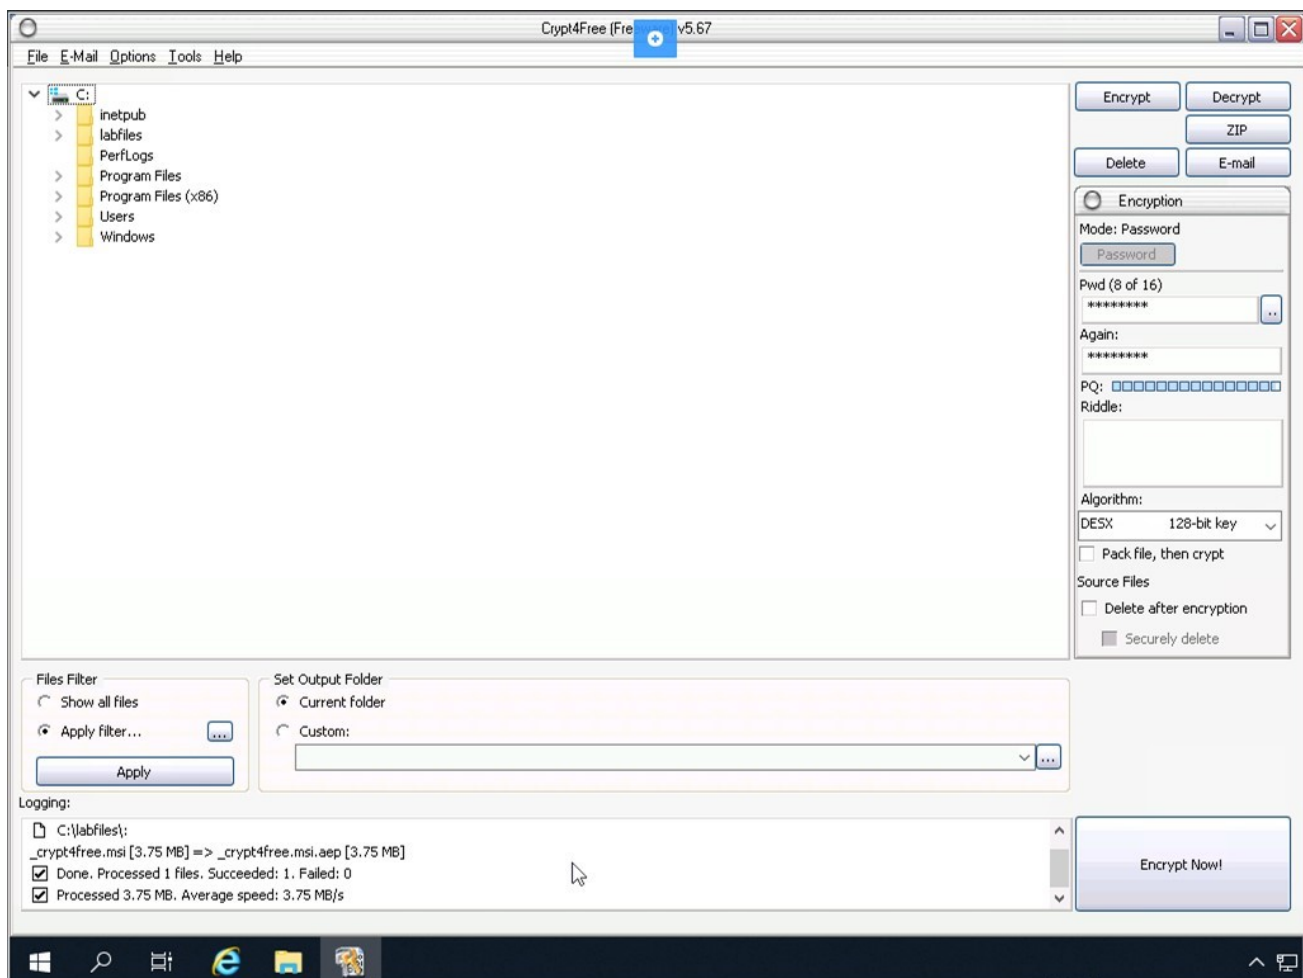 Crypt4Free (Free v5.67
File E-Mail Options Tools Help
C:
inetpub
labfiles
PerfLogs
Program Files
Program Files (x86)
Users
Windows
Encrypt Decrypt
ZIP
Delete E-mail
Encryption
Mode: Password
Password
Pwd (8 of 16)
******** ..
Again:
********
PQ:
Riddle:
Algorithm:
DESX 128-bit key
Pack file, then crypt
Source Files
Delete after encryption
Securely delete
Files Filter
Show all files
Apply filter... ...
Apply
Set Output Folder
Current folder
Custom:
...
Logging:
C:\labfiles\:
_crypt4free.msi [3.75 MB] => _crypt4free.msi.aep [3.75 MB]
Done. Processed 1 files. Succeeded: 1. Failed: 0
Processed 3.75 MB. Average speed: 3.75 MB/s
Encrypt Now!